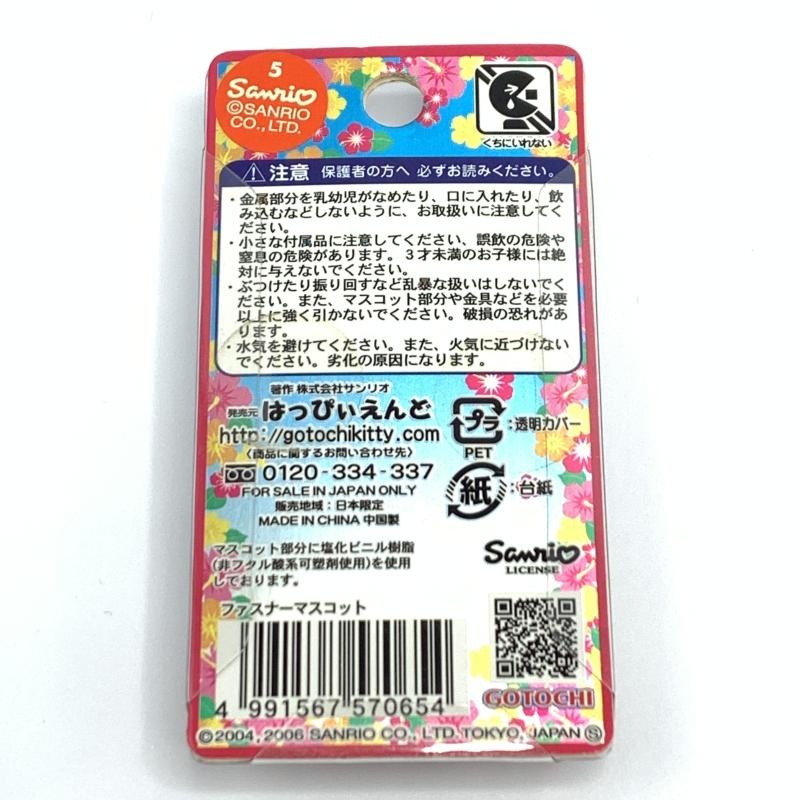 5
Sanrio
©SANRIO
CO.,LTD.
くちにいれない
注意 保護者の方へ 必ずお読みください。
・金属部分を乳幼児がなめたり、口に入れたり、飲
み込むなどしないように、お取扱いに注意してく
ださい。
・小さな付属品に注意してください、誤飲の危険や
窒息の危険があります。3才未満のお子様には絶
対に与えないでください。
・ぶつけたり振り回すなど乱暴な扱いはしないでく
ださい。また、マスコット部分や金具などを必要
以上に強く引かないでください。破損の恐れがあ
ります。
・水気を避けてください。また、火気に近づけない
でください。劣化の原因になります。
著作 株式会社サンリオ
発売元 はっぴぃえんど
http://gotochikitty.com
〈商品に関するお問い合わせ先〉
0120-334-337
FOR SALE IN JAPAN ONLY
販売地域:日本限定
MADE IN CHINA 中国製
プラ :透明カバー
PET
紙 :台紙
マスコット部分に塩化ビニル樹脂
(非フタル酸系可塑剤使用)を使用
しております。
Sanrio
LICENSE
ファスナーマスコット
4 991567 570654
GOTOCHI
©2004, 2006 SANRIO CO., LTD. TOKYO, JAPAN Ⓢ